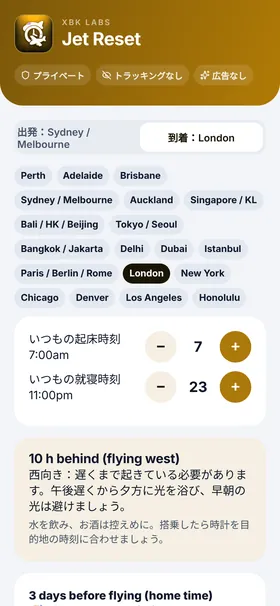 XBK LABS
Jet Reset
プライベート
トラッキングなし
広告なし
出発：Sydney /
Melbourne
到着：London
Perth
Adelaide
Brisbane
Sydney / Melbourne
Auckland
Singapore / KL
Bali / HK / Beijing
Tokyo / Seoul
Bangkok / Jakarta
Delhi
Dubai
Istanbul
Paris / Berlin / Rome
London
New York
Chicago
Denver
Los Angeles
Honolulu
いつもの起床時刻
7:00am
− 7 +
いつもの就寝時刻
11:00pm
− 23 +
10 h behind (flying west)
西向き：遅くまで起きている必要がありま
す。午後遅くから夕方に光を浴び、早朝の
光は避けましょう。
水を飲み、お酒は控えめに。搭乗したら時計を目
的地の時刻に合わせましょう。
3 days before flying (home time)